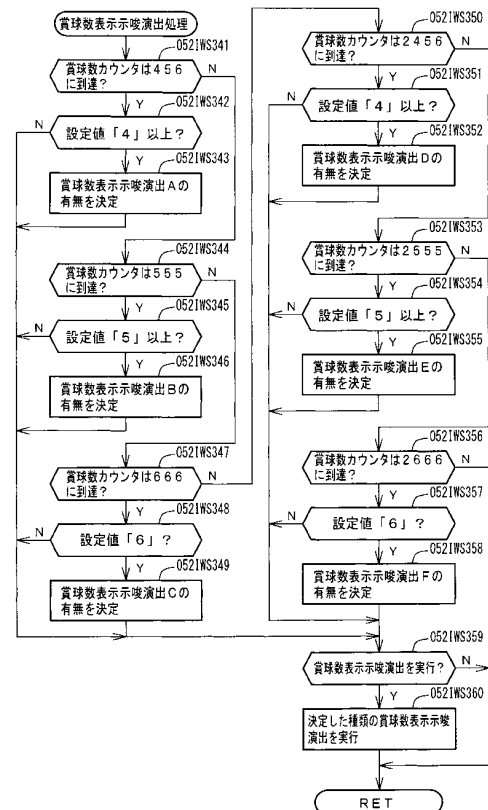 賞球数表示示唆演出処理
052IWS341
賞球数カウンタは456
に到達?
N
Y
052IWS342
N
設定値「4」以上?
Y
052IWS343
賞球数表示示唆演出Aの
有無を決定
052IWS344
賞球数カウンタは555
に到達?
N
Y
052IWS345
N
設定値「5」以上?
Y
052IWS346
賞球数表示示唆演出Bの
有無を決定
052IWS347
賞球数カウンタは666
に到達?
N
Y
052IWS348
N
設定値「6」?
Y
052IWS349
賞球数表示示唆演出Cの
有無を決定
052IWS350
賞球数カウンタは2456
に到達?
N
Y
052IWS351
N
設定値「4」以上?
Y
052IWS352
賞球数表示示唆演出Dの
有無を決定
052IWS353
賞球数カウンタは2555
に到達?
N
Y
052IWS354
N
設定値「5」以上?
Y
052IWS355
賞球数表示示唆演出Eの
有無を決定
052IWS356
賞球数カウンタは2666
に到達?
N
Y
052IWS357
N
設定値「6」?
Y
052IWS358
賞球数表示示唆演出Fの
有無を決定
052IWS359
賞球数表示示唆演出を実行?
N
Y
052IWS360
決定した種類の賞球数表示示唆
演出を実行
RET